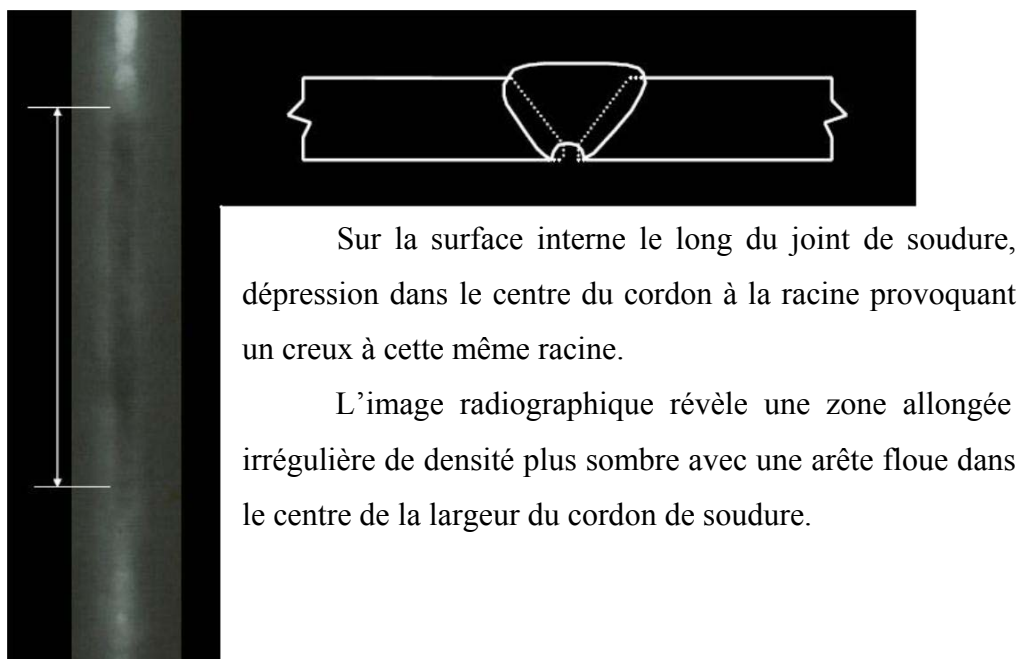 Sur la surface interne le long du joint de soudure,
dépression dans le centre du cordon à la racine provoquant
un creux à cette même racine.
L’image radiographique révèle une zone allongée
irrégulière de densité plus sombre avec une arête floue dans
le centre de la largeur du cordon de soudure.